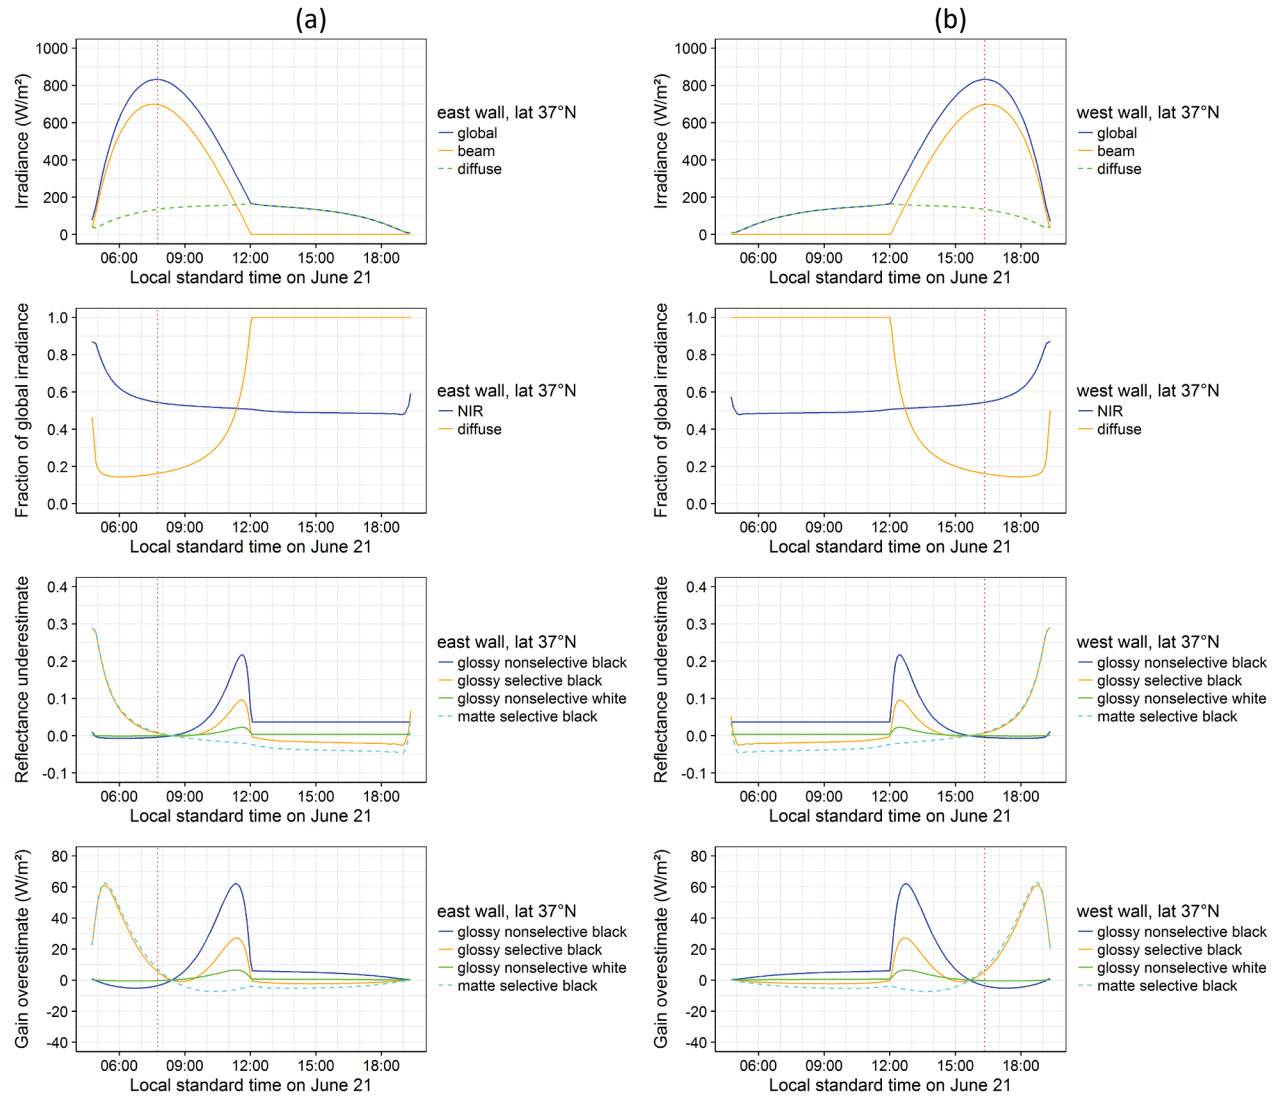 (a)
(b)
Irradiance (W/m²)
1000
800
600
400
200
0
06:00 09:00 12:00 15:00 18:00
Local standard time on June 21
east wall, lat 37°N
global
beam
diffuse
Irradiance (W/m²)
1000
800
600
400
200
0
06:00 09:00 12:00 15:00 18:00
Local standard time on June 21
west wall, lat 37°N
global
beam
diffuse
Fraction of global irradiance
1.0
0.8
0.6
0.4
0.2
0.0
06:00 09:00 12:00 15:00 18:00
Local standard time on June 21
east wall, lat 37°N
NIR
diffuse
Fraction of global irradiance
1.0
0.8
0.6
0.4
0.2
0.0
06:00 09:00 12:00 15:00 18:00
Local standard time on June 21
west wall, lat 37°N
NIR
diffuse
Reflectance underestimate
0.4
0.3
0.2
0.1
0.0
-0.1
06:00 09:00 12:00 15:00 18:00
Local standard time on June 21
east wall, lat 37°N
glossy nonselective black
glossy selective black
glossy nonselective white
matte selective black
Reflectance underestimate
0.4
0.3
0.2
0.1
0.0
-0.1
06:00 09:00 12:00 15:00 18:00
Local standard time on June 21
west wall, lat 37°N
glossy nonselective black
glossy selective black
glossy nonselective white
matte selective black
Gain overestimate (W/m²)
80
60
40
20
0
-20
-40
06:00 09:00 12:00 15:00 18:00
Local standard time on June 21
east wall, lat 37°N
glossy nonselective black
glossy selective black
glossy nonselective white
matte selective black
Gain overestimate (W/m²)
80
60
40
20
0
-20
-40
06:00 09:00 12:00 15:00 18:00
Local standard time on June 21
west wall, lat 37°N
glossy nonselective black
glossy selective black
glossy nonselective white
matte selective black